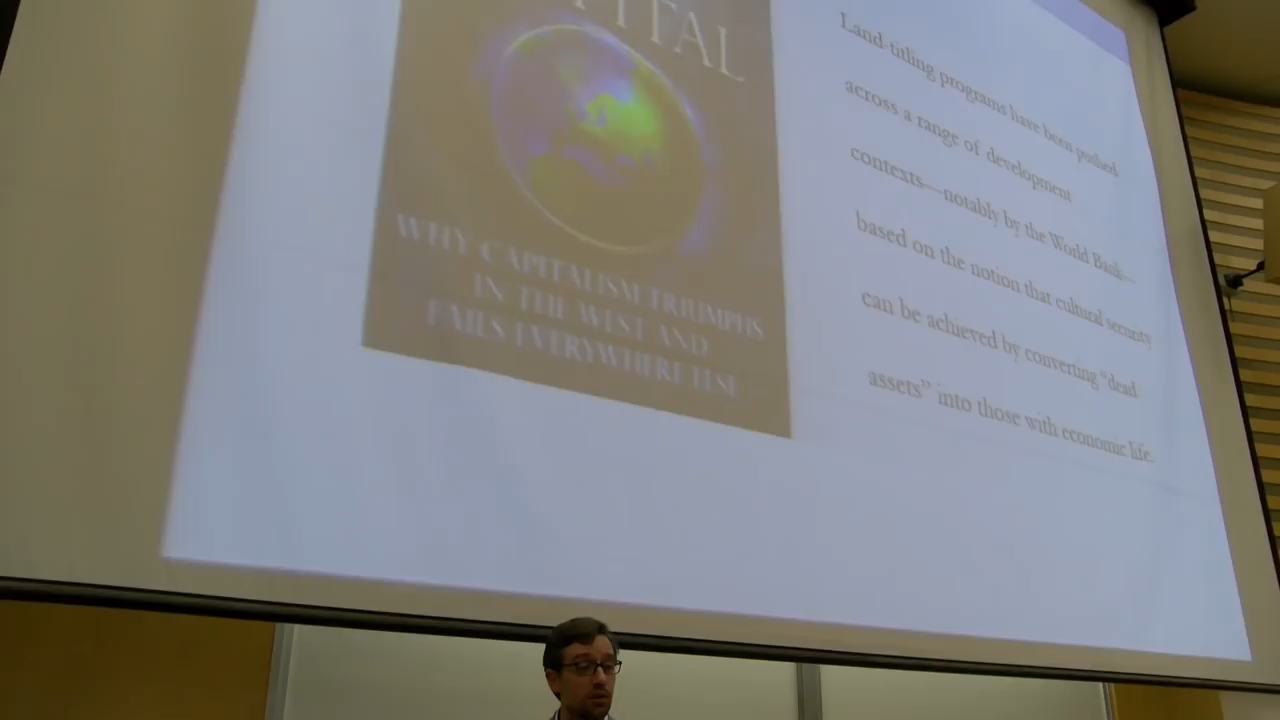 Land-titling programs have been pushed
across a range of development
contexts—notably by the World Bank—
based on the notion that cultural security
can be achieved by converting “dead
assets” into those with economic life.
WHY CAPITALISM TRIUMPHS
IN THE WEST AND
FAILS EVERYWHERE ELSE